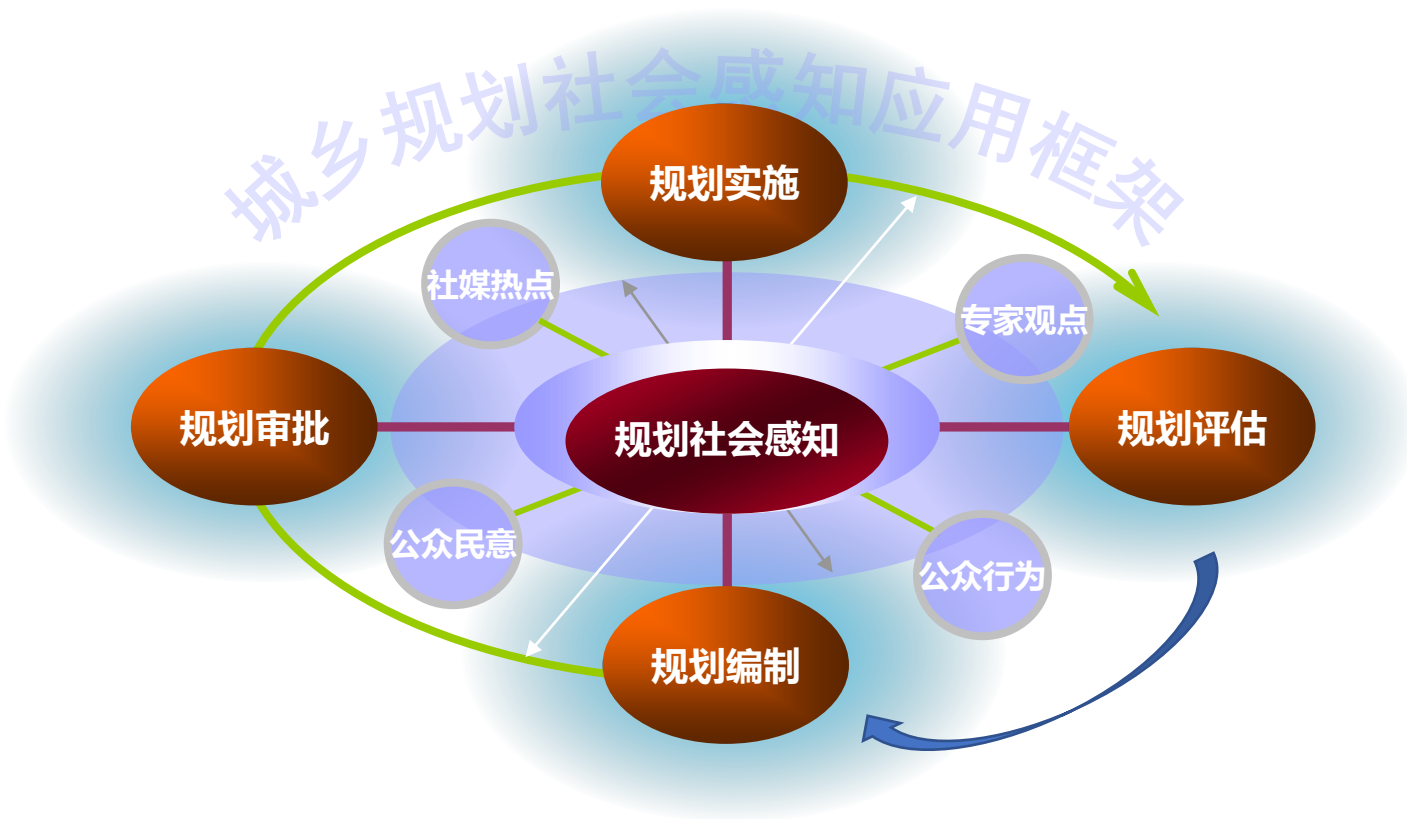 城乡规划社会感知应用框架
规划实施
社媒热点
专家观点
规划审批
规划社会感知
规划评估
公众民意
公众行为
规划编制